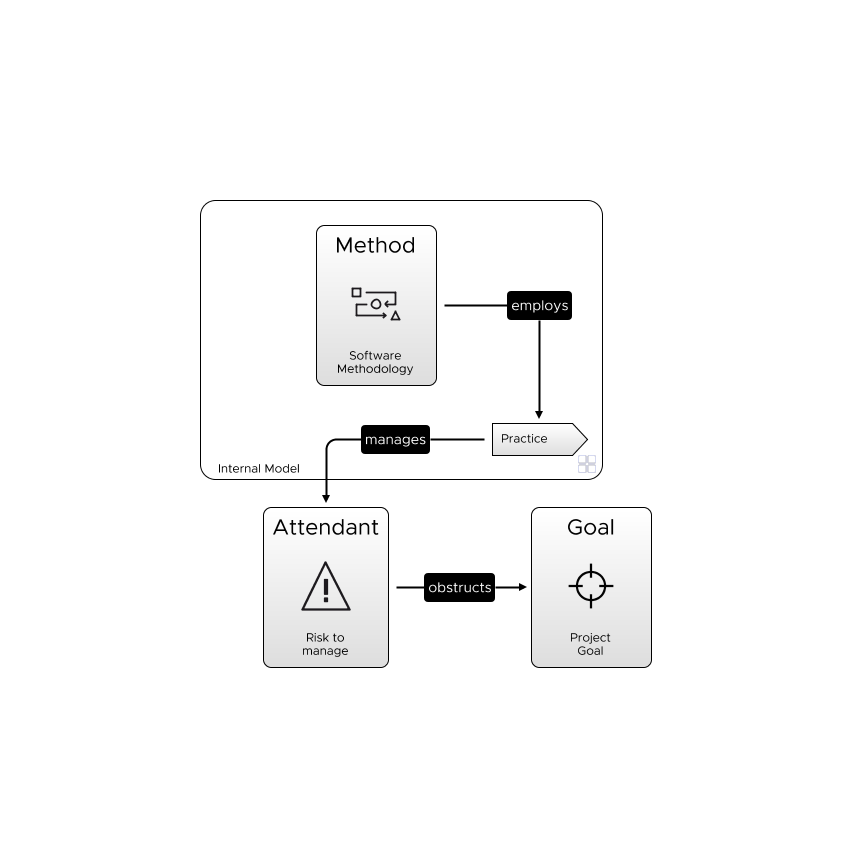 Method
Software
Methodology
employs
Practice
manages
Internal Model
Attendant
Risk to
manage
obstructs
Goal
Project
Goal